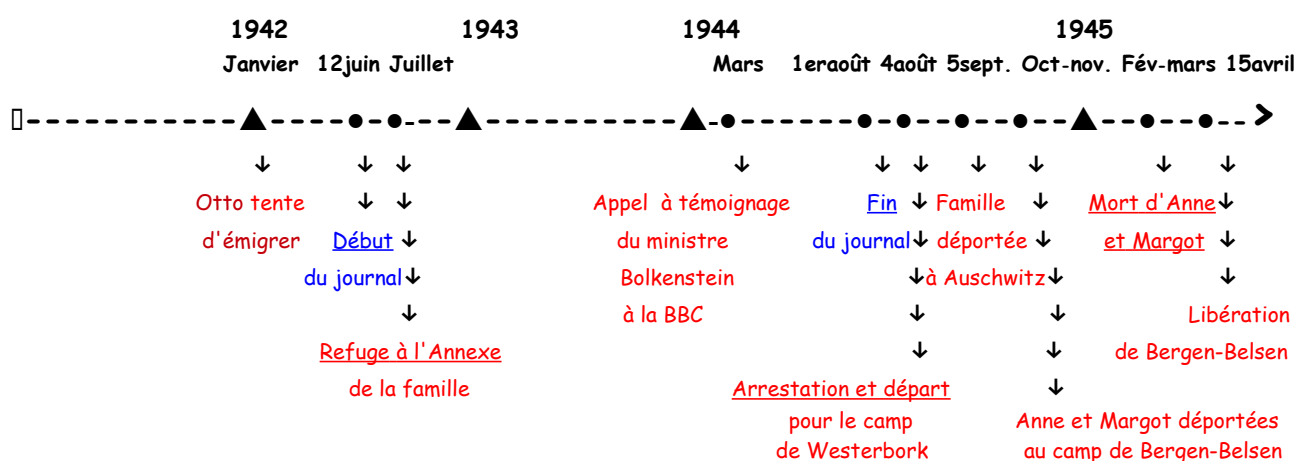 1942 1943 1944 1945
Janvier 12juin Juillet Mars 1eraoût 4août 5sept. Oct-nov. Fév-mars 15avril
Otto tente
d'émigrer
Début
du journal
Refuge à l'Annexe
de la famille
Appel à témoignage
du ministre
Bolkenstein
à la BBC
Fin
du journal
Arrestation et départ
pour le camp
de Westerbork
Famille
déportée
à Auschwitz
Anne et Margot déportées
au camp de Bergen-Belsen
Mort d'Anne
et Margot
Libération
de Bergen-Belsen